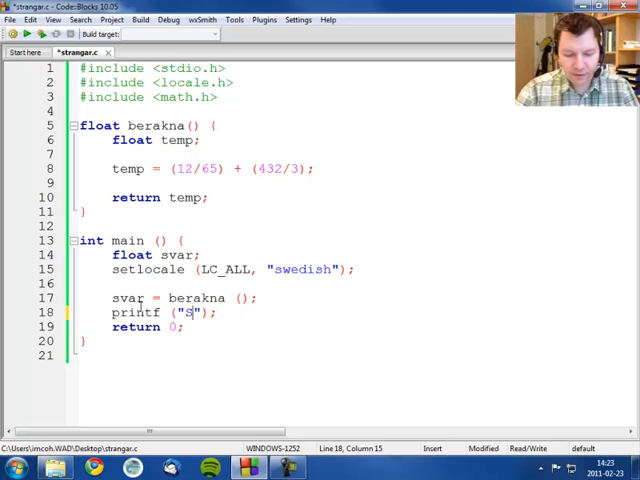 *strangar.c - Code::Blocks 10.05
File Edit View Search Project Build Debug wxSmith Tools Plugins Settings Help
Build target:
Start here *strangar.c
1 #include <stdio.h>
2 #include <locale.h>
3 #include <math.h>
4
5 float berakna() {
6 float temp;
7
8 temp = (12/65) + (432/3);
9
10 return temp;
11 }
12
13 int main () {
14 float svar;
15 setlocale (LC_ALL, "swedish");
16
17 svar = berakna ();
18 printf ("S");
19 return 0;
20 }
21
C:\Users\imcoh.WAD\Desktop\strangar.c WINDOWS-1252 Line 18, Column 15 Insert Modified Read/Write default
14:23
2011-02-23